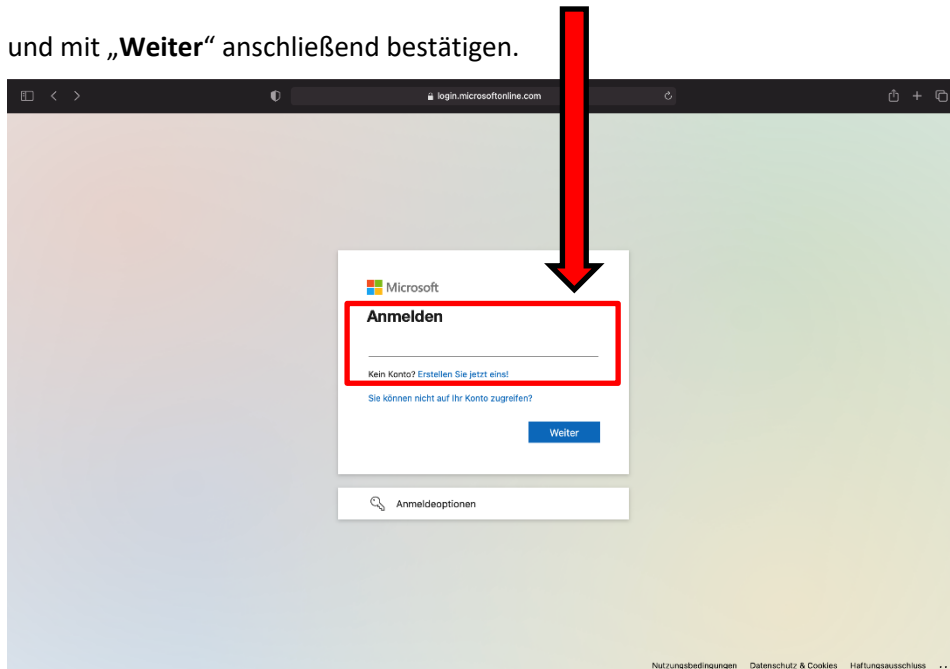 und mit „Weiter“ anschließend bestätigen.
login.microsoftonline.com
Microsoft
Anmelden
Kein Konto? Erstellen Sie jetzt eins!
Sie können nicht auf Ihr Konto zugreifen?
Weiter
Anmeldeoptionen
Nutzungsbedingungen Datenschutz & Cookies Haftungsausschluss